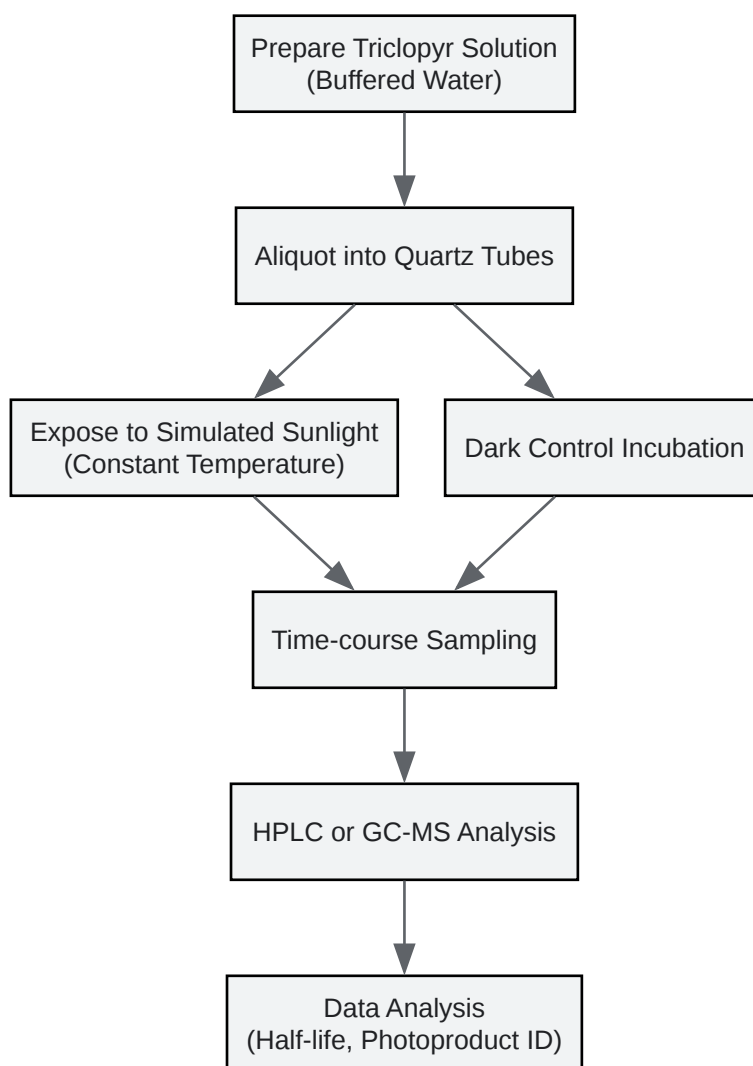 Prepare Triclopyr Solution
(Buffered Water)
Aliquot into Quartz Tubes
Expose to Simulated Sunlight
(Constant Temperature)
Dark Control Incubation
Time-course Sampling
HPLC or GC-MS Analysis
Data Analysis
(Half-life, Photoproduct ID)